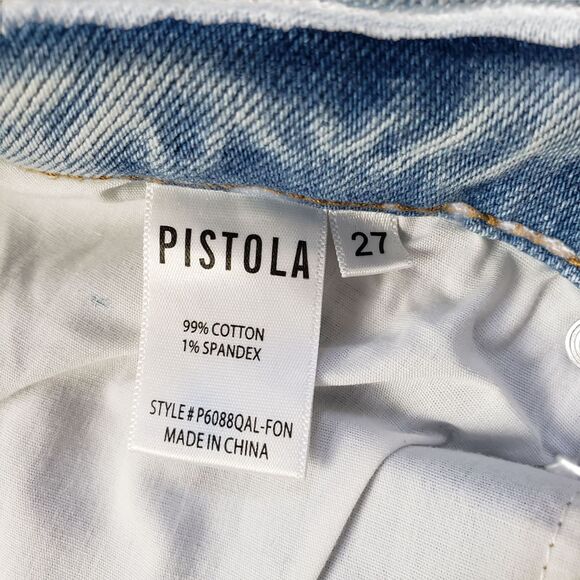 PISTOLA
27
99% COTTON
1% SPANDEX
STYLE # P6088QAL-FON
MADE IN CHINA